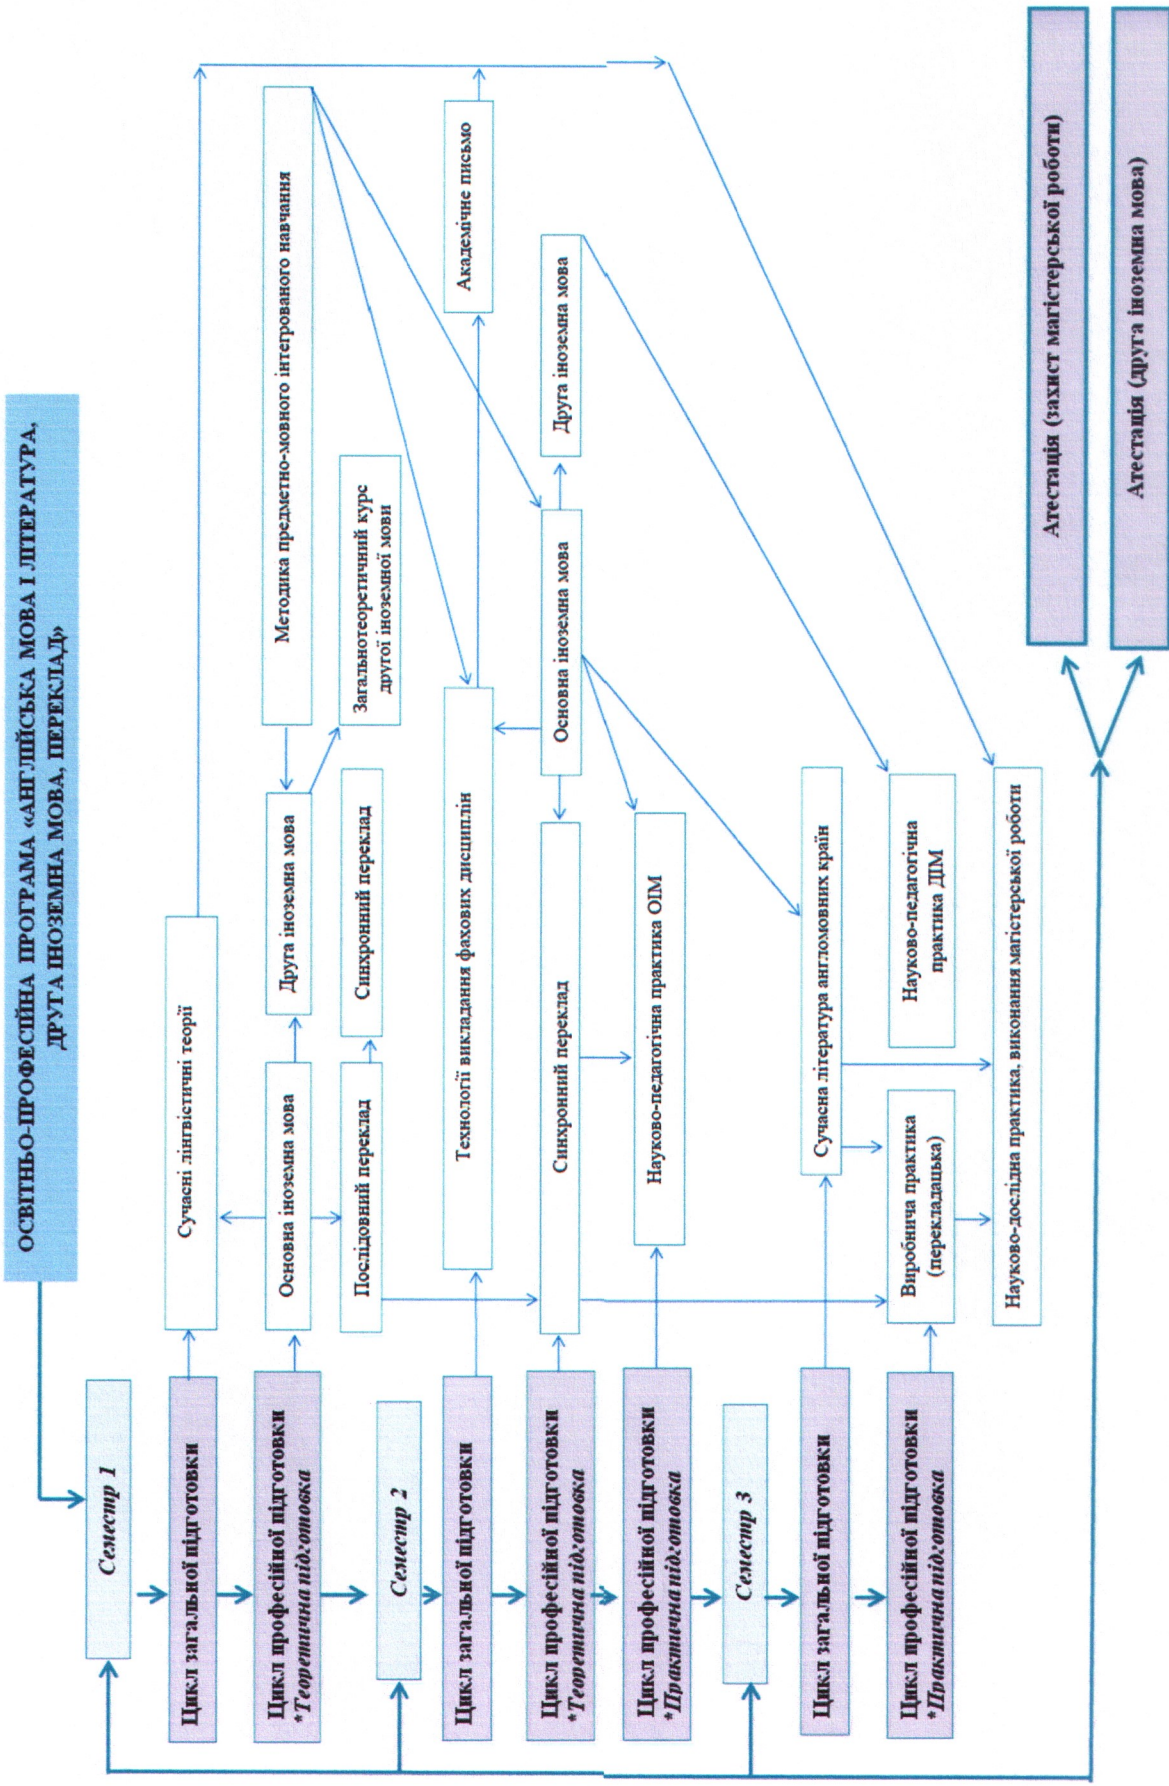 ОСВІТНЬО-ПРОФЕСІЙНА ПРОГРАМА «АНГЛІЙСЬКА МОВА І ЛІТЕРАТУРА,
ДРУГА ІНОЗЕМНА МОВА, ПЕРЕКЛАД»
Семестр 1
Цикл загальної підготовки
Сучасні лінгвістичні теорії
Цикл професійної підготовки
*Теоретична підготовка
Основна іноземна мова
Друга іноземна мова
Методика предметно-мовного інтегрованого навчання
Послідовний переклад
Синхронний переклад
Загальнотеоретичний курс
другої іноземної мови
Семестр 2
Цикл загальної підготовки
Технології викладання фахових дисциплін
Академічне письмо
Цикл професійної підготовки
*Теоретична підготовка
Синхронний переклад
Основна іноземна мова
Друга іноземна мова
Цикл професійної підготовки
*Практична підготовка
Науково-педагогічна практика ОІМ
Семестр 3
Цикл загальної підготовки
Сучасна література англомовних країн
Цикл професійної підготовки
*Практична підготовка
Виробнича практика
(перекладацька)
Науково-педагогічна
практика ДІМ
Науково-дослідна практика, виконання магістерської роботи
Атестація (захист магістерської роботи)
Атестація (друга іноземна мова)